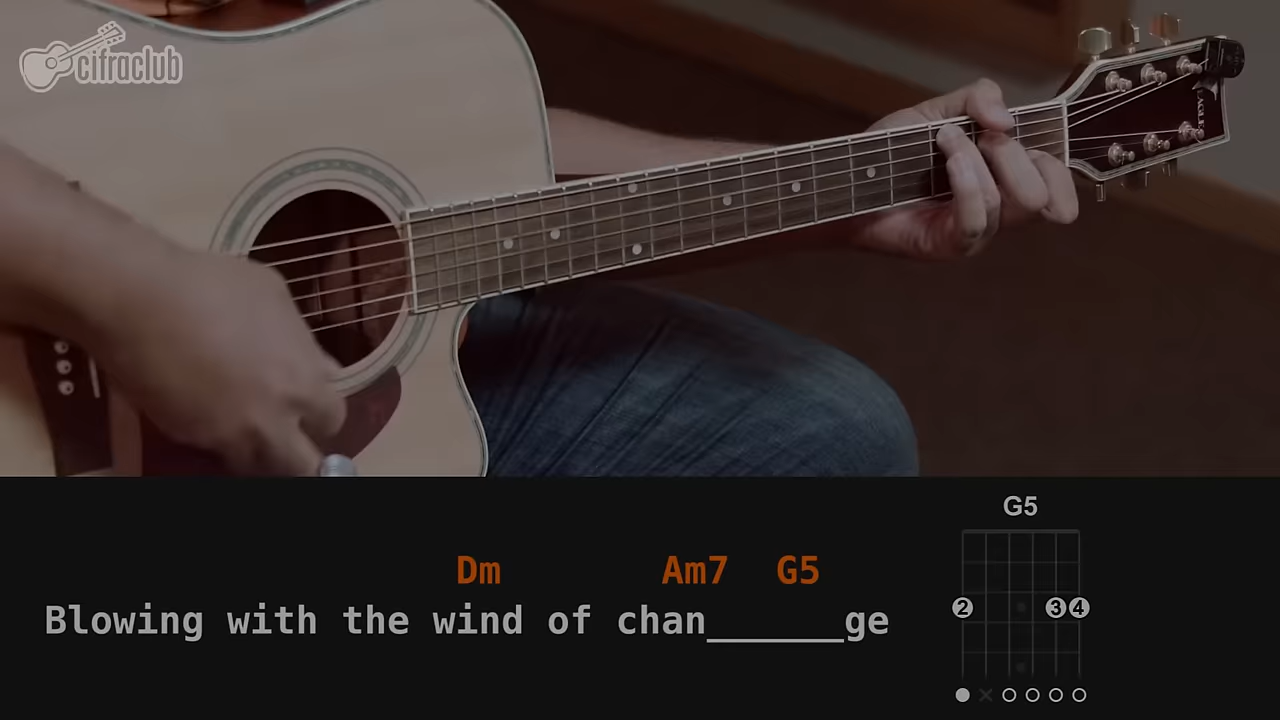 cifraclub
G5
Dm Am7 G5
Blowing with the wind of chan______ge
2 3 4